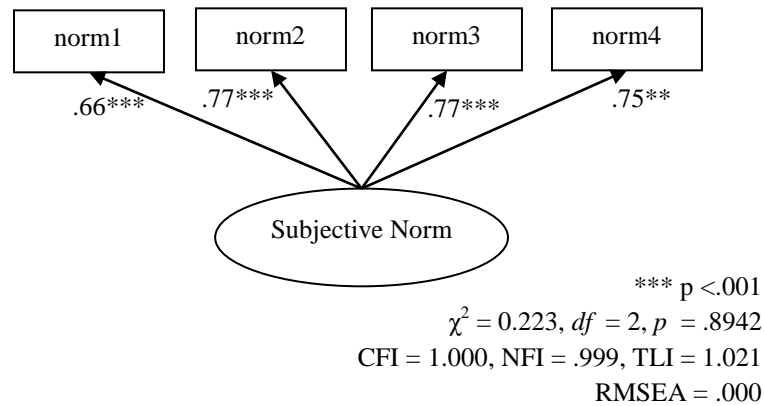 norm1 norm2 norm3 norm4
.66*** .77*** .77*** .75**
Subjective Norm
*** p <.001
χ² = 0.223, df = 2, p = .8942
CFI = 1.000, NFI = .999, TLI = 1.021
RMSEA = .000